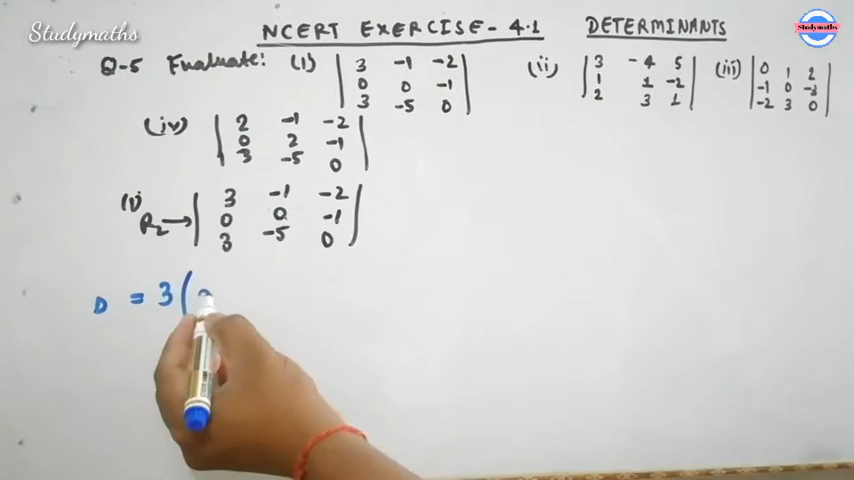 Studymaths
NCERT EXERCISE - 4.1 DETERMINANTS
Q-5 Evaluate: (i) | 3 -1 -2 | (ii) | 3 -4 5 | (iii) | 0 1 2 |
| 0 0 -1 | | 1 1 -2 | | -1 0 -3 |
| 3 -5 0 | | 2 3 1 | | -2 3 0 |
(iv) | 2 -1 -2 |
| 0 2 -1 |
| 3 -5 0 |
(i) | 3 -1 -2 |
R2 → | 0 0 -1 |
| 3 -5 0 |
D = 3 (
Studymaths